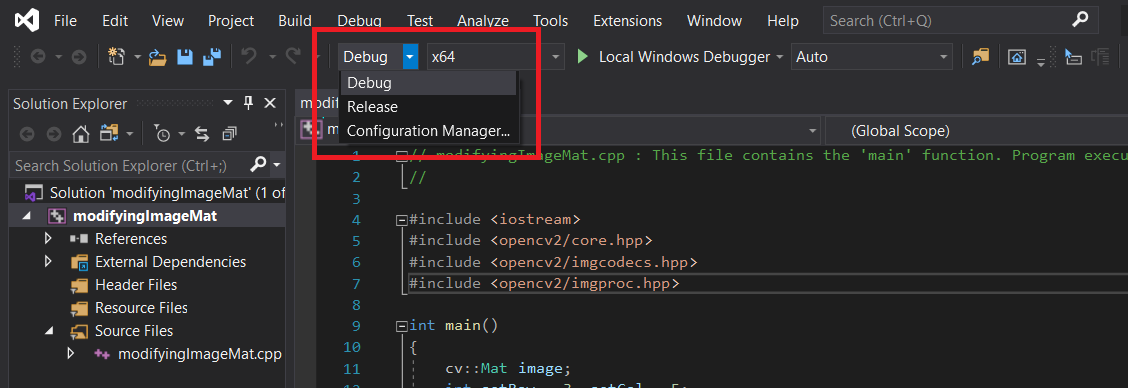 File Edit View Project Build Debug Test Analyze Tools Extensions Window Help Search (Ctrl+Q)
Debug x64 Local Windows Debugger Auto
Debug
Release
Configuration Manager...
Solution Explorer
Search Solution Explorer (Ctrl+;)
Solution 'modifyingImageMat' (1 of
modifyingImageMat
References
External Dependencies
Header Files
Resource Files
Source Files
modifyingImageMat.cpp
modif
m
(Global Scope)
1 // modifyingImageMat.cpp : This file contains the 'main' function. Program execu
2 //
3
4 #include <iostream>
5 #include <opencv2/core.hpp>
6 #include <opencv2/imgcodecs.hpp>
7 #include <opencv2/imgproc.hpp>
8
9 int main()
10 {
11 cv::Mat image;